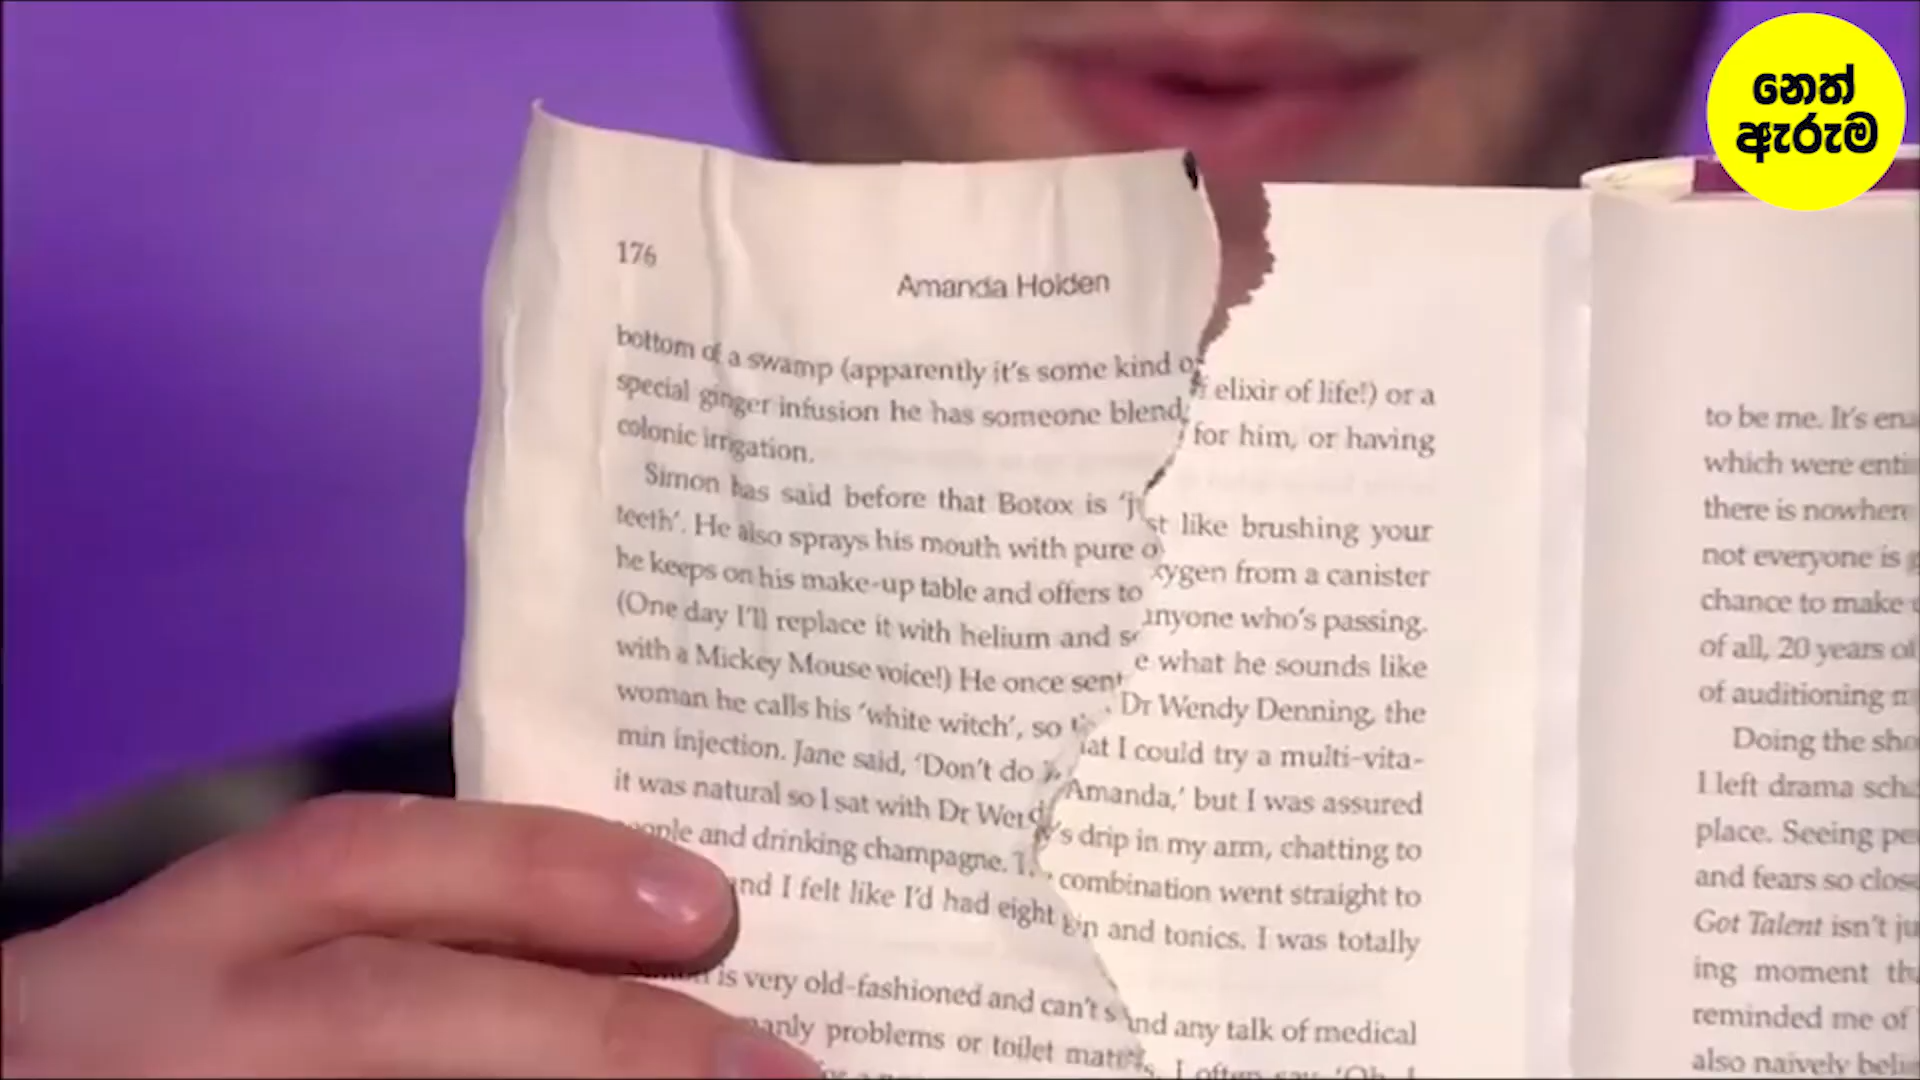 නෙත්
ඇරුම
176
Amanda Holden
bottom of a swamp (apparently it's some kind of elixir of life!) or a
special ginger infusion he has someone blend for him, or having
colonic irrigation.
Simon has said before that Botox is 'just like brushing your
teeth'. He also sprays his mouth with pure oxygen from a canister
he keeps on his make-up table and offers to anyone who's passing.
(One day I'll replace it with helium and see what he sounds like
with a Mickey Mouse voice!) He once sent Dr Wendy Denning, the
woman he calls his 'white witch', so that I could try a multi-vita-
min injection. Jane said, 'Don't do it, Amanda,' but I was assured
it was natural so I sat with Dr Wendy's drip in my arm, chatting to
people and drinking champagne. The combination went straight to
and I felt like I'd had eight gin and tonics. I was totally
is very old-fashioned and can't stand any talk of medical
manly problems or toilet matters. I often say, 'Oh, I
to be me. It's
which were
there is nowhere
not everyone is
chance to make
of all, 20 years of
of auditioning
Doing the
I left drama
place. Seeing
and fears so close
Got Talent isn't
ing moment
reminded me of
also naively